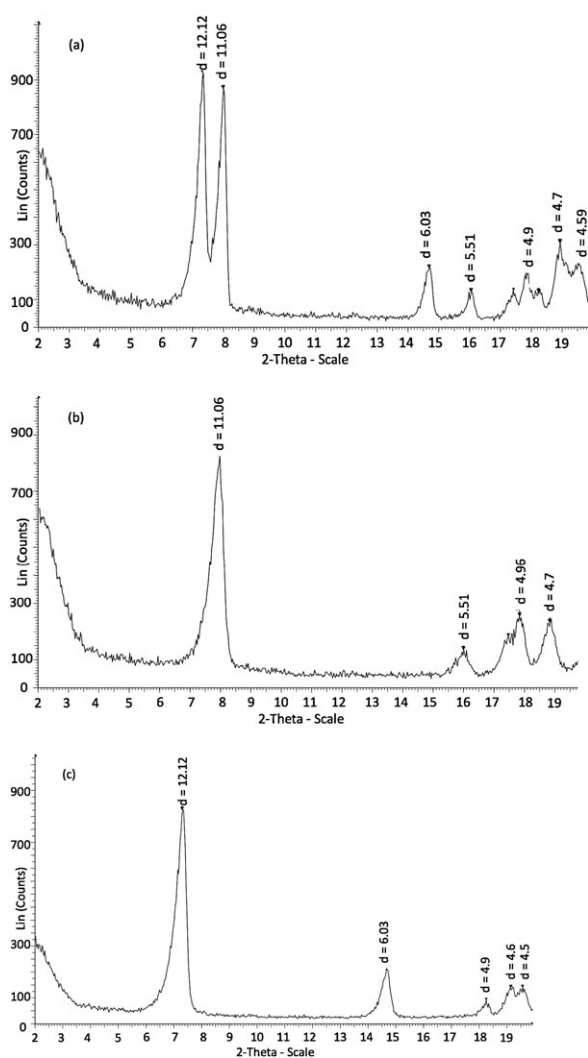 (a)
d = 12.12
d = 11.06
d = 6.03
d = 5.51
d = 4.9
d = 4.7
d = 4.59
Lin (Counts)
900
700
300
100
0
2 3 4 5 6 7 8 9 10 11 12 13 14 15 16 17 18 19
2-Theta - Scale
(b)
d = 11.06
d = 5.51
d = 4.96
d = 4.7
Lin (Counts)
900
700
300
100
0
2 3 4 5 6 7 8 9 10 11 12 13 14 15 16 17 18 19
2-Theta - Scale
(c)
d = 12.12
d = 6.03
d = 4.9
d = 4.6
d = 4.5
Lin (Counts)
900
700
300
100
0
2 3 4 5 6 7 8 9 10 11 12 13 14 15 16 17 18 19
2-Theta - Scale